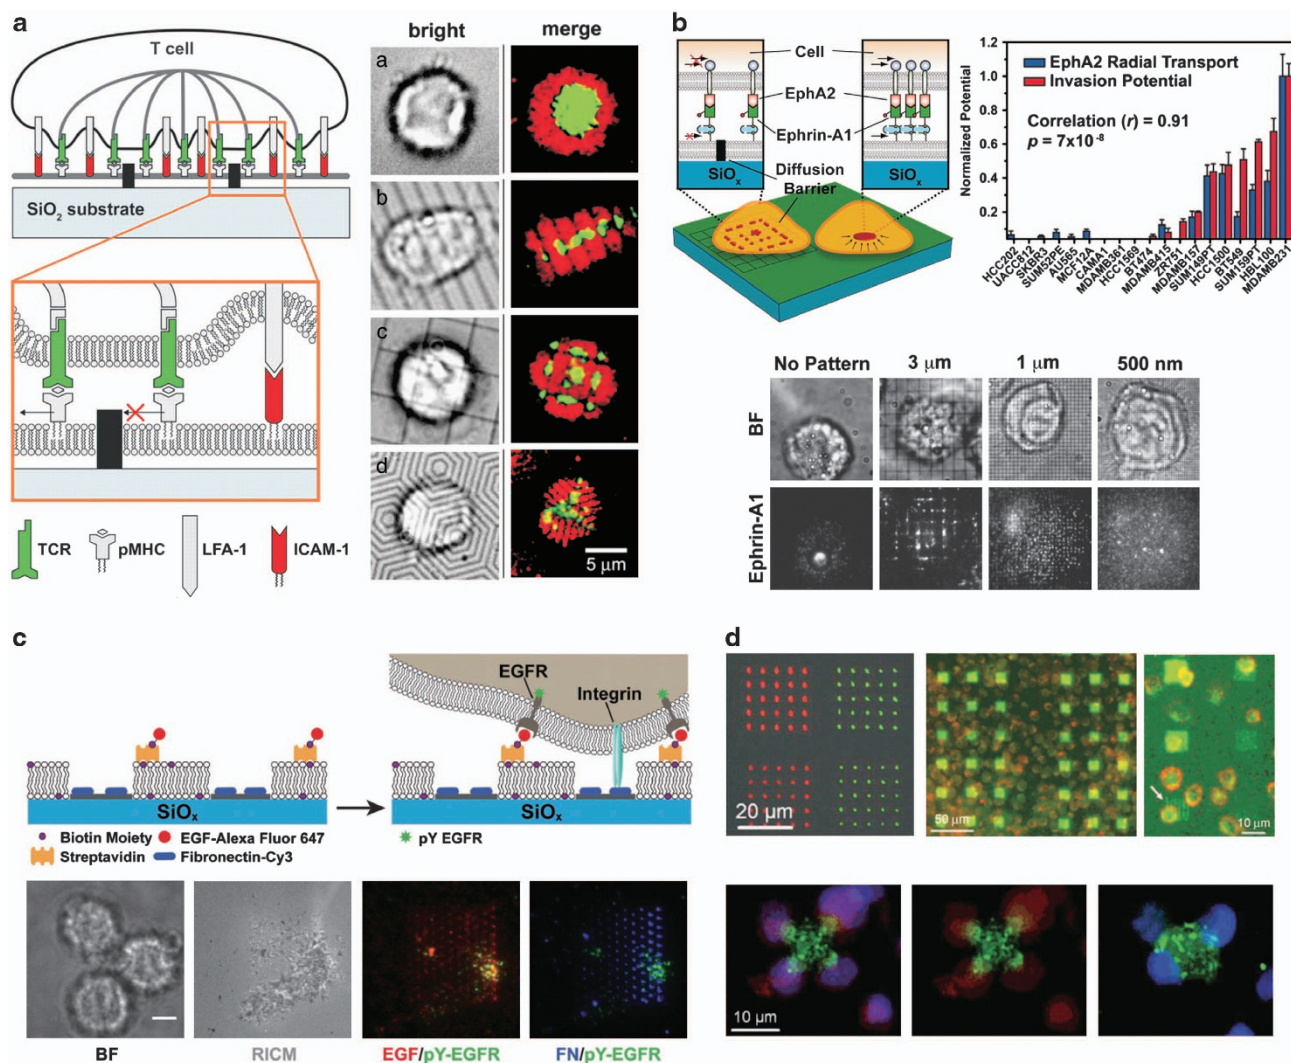 a
T cell
SiO₂ substrate
TCR
pMHC
LFA-1
ICAM-1
bright
merge
a
b
c
d
5 μm
b
Cell
EphA2
Ephrin-A1
Diffusion
Barrier
SiOₓ
SiOₓ
Normalized Potential
1.2
1.0
0.8
0.6
0.4
0.2
EphA2 Radial Transport
Invasion Potential
Correlation (r) = 0.91
p = 7x10⁻⁸
HCC202
UACC812
SKBR3
SUM52PE
AU565
MCF12A
CAMA1
MDAMB361
HCC1569
BT474
MDAMB415
ZR751
MDAMB157
SUM159PT
HCC1500
BT549
SUM159PT
HBL100
MDAMB231
No Pattern
3 μm
1 μm
500 nm
BF
Ephrin-A1
c
SiOₓ
EGFR
Integrin
SiOₓ
Biotin Moiety
EGF-Alexa Fluor 647
pY EGFR
Streptavidin
Fibronectin-Cy3
BF
RICM
EGF/pY-EGFR
FN/pY-EGFR
d
20 μm
50 μm
10 μm
10 μm